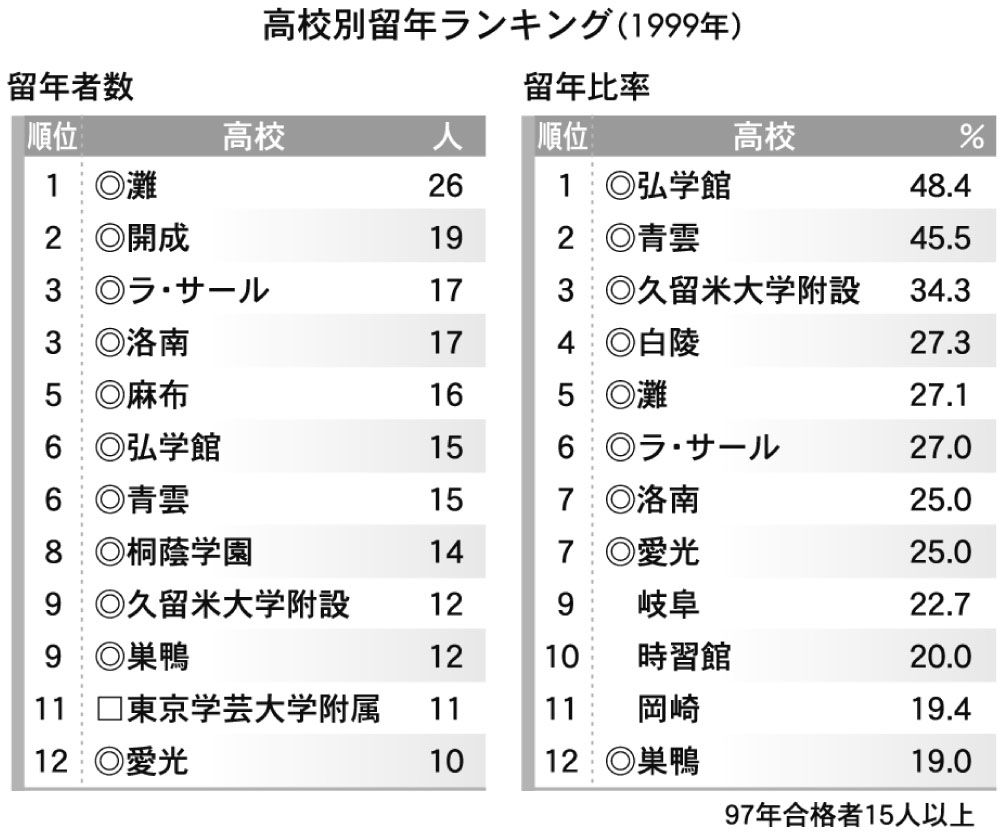 高校別留年ランキング(1999年)
留年者数
順位 高校 人
1 ◎灘 26
2 ◎開成 19
3 ◎ラ・サール 17
3 ◎洛南 17
5 ◎麻布 16
6 ◎弘学館 15
6 ◎青雲 15
8 ◎桐蔭学園 14
9 ◎久留米大学附設 12
9 ◎巣鴨 12
11 □東京学芸大学附属 11
12 ◎愛光 10
留年比率
順位 高校 %
1 ◎弘学館 48.4
2 ◎青雲 45.5
3 ◎久留米大学附設 34.3
4 ◎白陵 27.3
5 ◎灘 27.1
6 ◎ラ・サール 27.0
7 ◎洛南 25.0
7 ◎愛光 25.0
9 岐阜 22.7
10 時習館 20.0
11 岡崎 19.4
12 ◎巣鴨 19.0
97年合格者15人以上